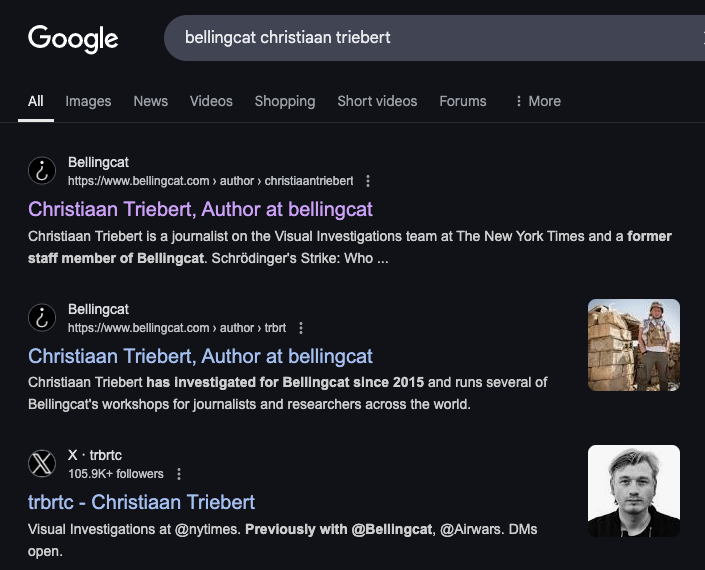 Google
bellingcat christiaan triebert
All Images News Videos Shopping Short videos Forums More
Bellingcat
https://www.bellingcat.com › author › christiaantriebert
Christiaan Triebert, Author at bellingcat
Christiaan Triebert is a journalist on the Visual Investigations team at The New York Times and a former
staff member of Bellingcat. Schrödinger's Strike: Who ...
Bellingcat
https://www.bellingcat.com › author › trbrt
Christiaan Triebert, Author at bellingcat
Christiaan Triebert has investigated for Bellingcat since 2015 and runs several of
Bellingcat's workshops for journalists and researchers across the world.
X · trbrtc
105.9K+ followers
trbrtc - Christiaan Triebert
Visual Investigations at @nytimes. Previously with @Bellingcat, @Airwars. DMs
open.